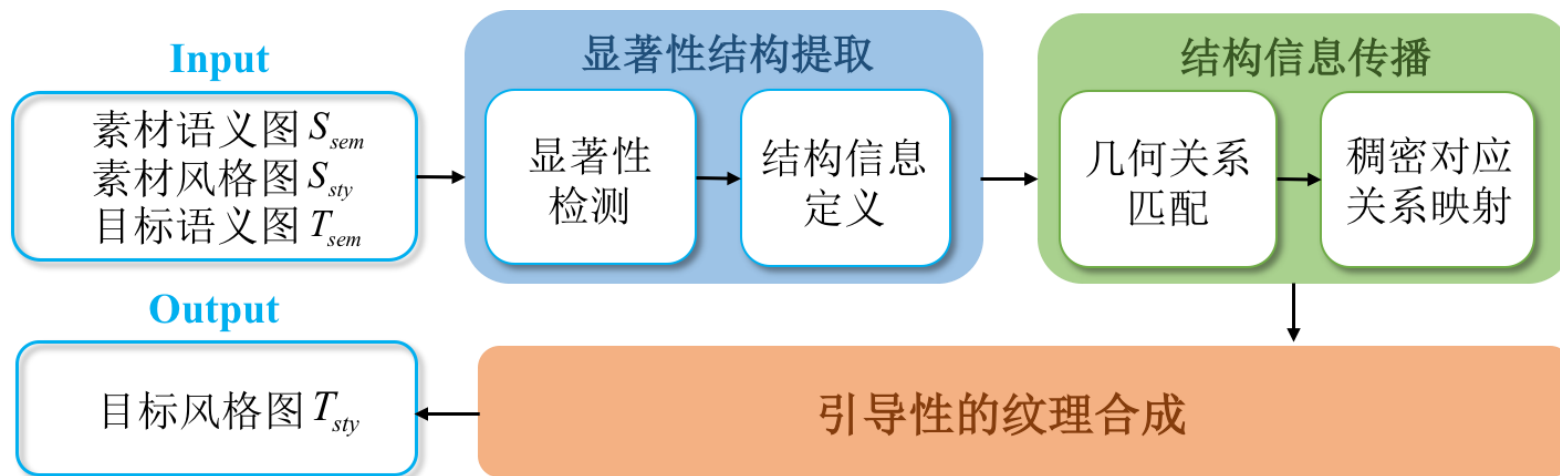 Input
素材语义图 S_sem
素材风格图 S_sty
目标语义图 T_sem
显著性结构提取
显著性
检测
结构信息
定义
结构信息传播
几何关系
匹配
稠密对应
关系映射
Output
目标风格图 T_sty
引导性的纹理合成